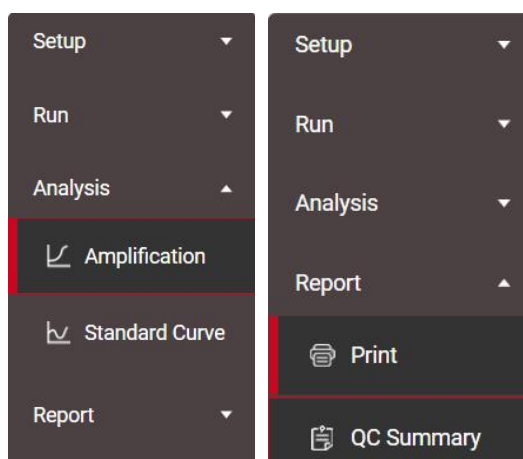 Setup
Run
Analysis
Amplification
Standard Curve
Report
Setup
Run
Analysis
Report
Print
QC Summary